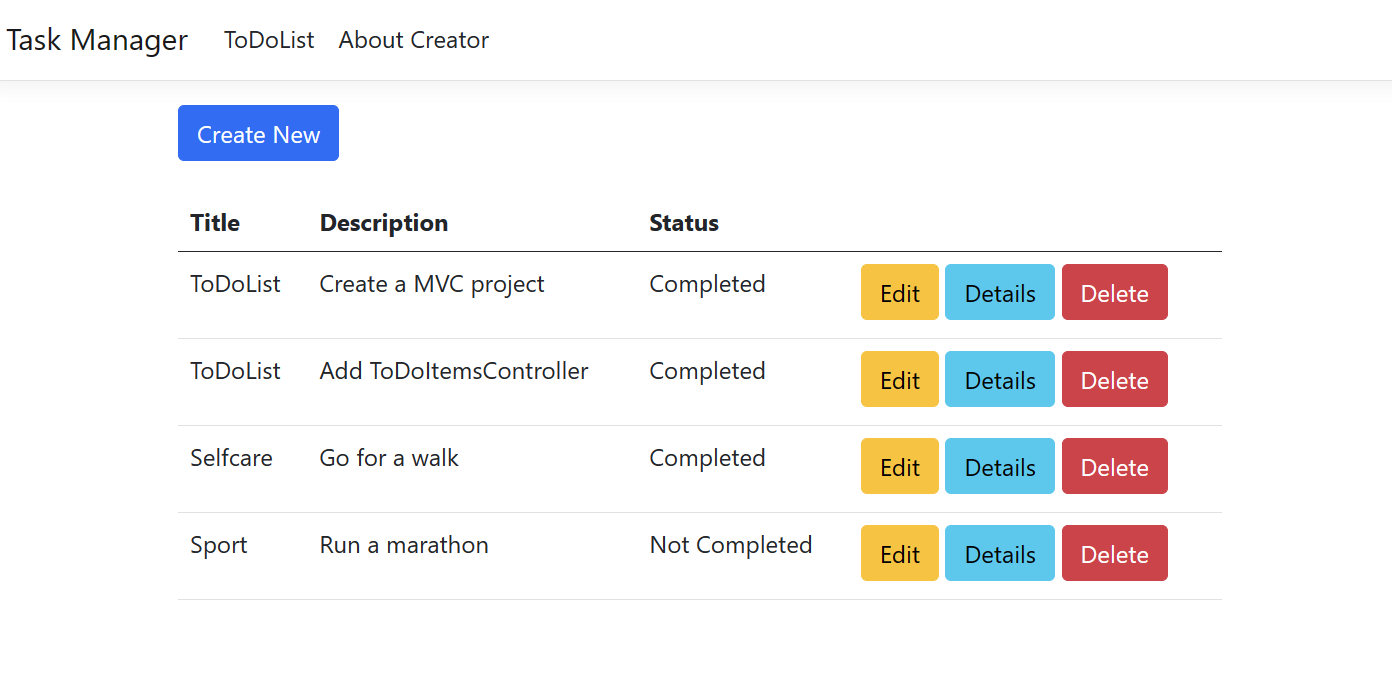 Task Manager ToDoList About Creator
Create New
Title Description Status
ToDoList Create a MVC project Completed Edit Details Delete
ToDoList Add ToDoItemsController Completed Edit Details Delete
Selfcare Go for a walk Completed Edit Details Delete
Sport Run a marathon Not Completed Edit Details Delete